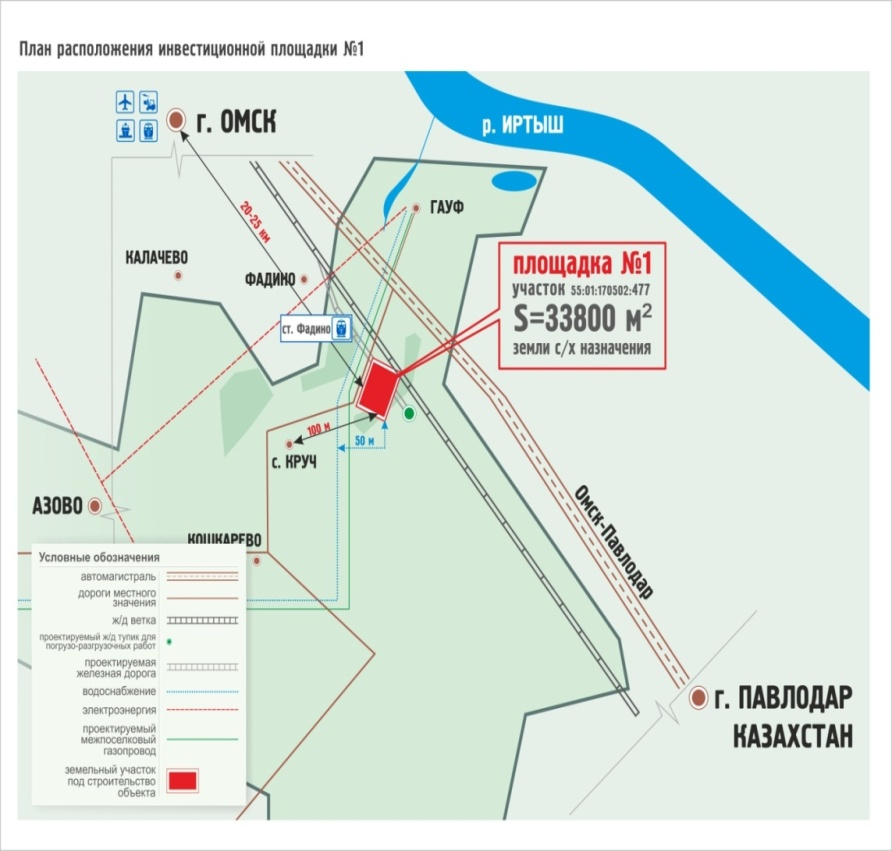 План расположения инвестиционной площадки №1
г. ОМСК
р. ИРТЫШ
20-25 км
ГАУФ
КАЛАЧЕВО
ФАДИНО
ст. Фадино
ПЛОЩАДКА №1
участок 55:01:170502:477
S=33800 м²
земли с/х назначения
100 м
50 м
с. КРУЧ
АЗОВО
КОШКАРЕВО
Омск-Павлодар
г. ПАВЛОДАР
КАЗАХСТАН
Условные обозначения
автомагистраль
дороги местного
значения
ж/д ветка
проектируемый ж/д тупик для
погрузо-разгрузочных работ
проектируемая
железная дорога
водоснабжение
электроэнергия
проектируемый
межпоселковый
газопровод
земельный участок
под строительство
объекта